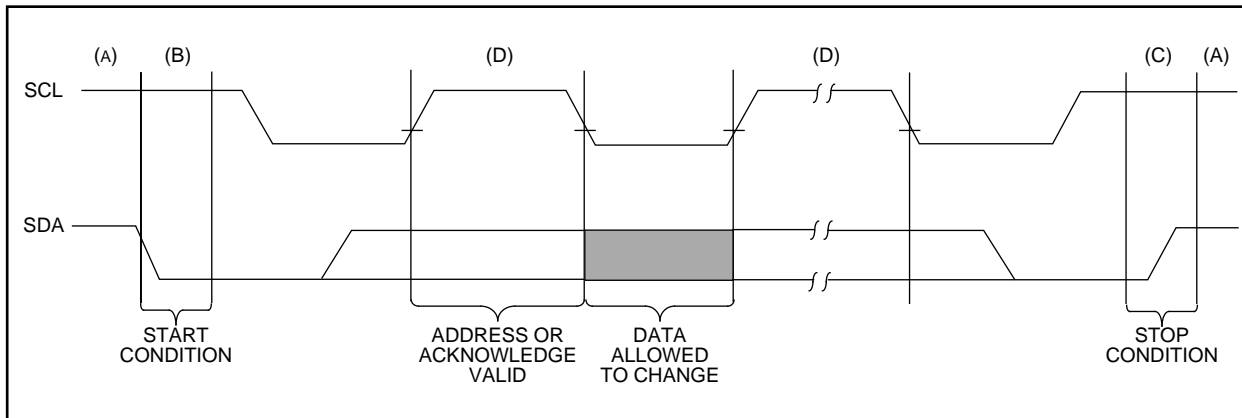 (A) (B) (D) (D) (C) (A)
SCL
SDA
START
CONDITION
ADDRESS OR
ACKNOWLEDGE
VALID
DATA
ALLOWED
TO CHANGE
STOP
CONDITION